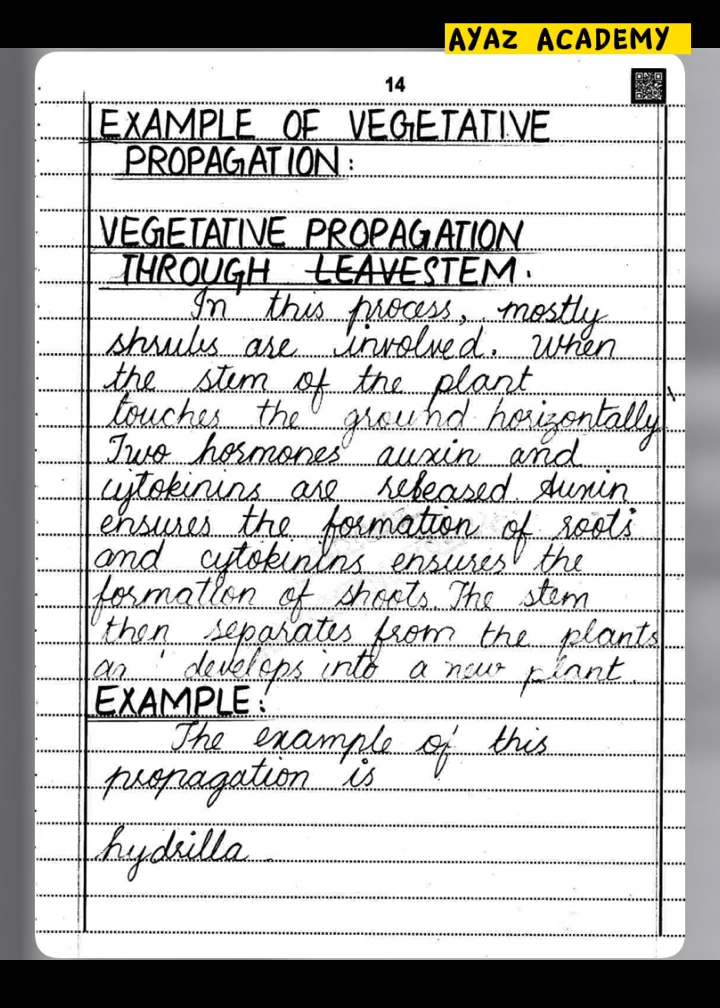 AYAZ ACADEMY
14
EXAMPLE OF VEGETATIVE
PROPAGATION:
VEGETATIVE PROPAGATION
THROUGH LEAVESTEM.
In this process, mostly
shrubs are involved. When
the stem of the plant
touches the ground horizontally
Two hormones auxin and
cytokinins are released Auxin
ensures the formation of roots
and cytokinins ensures the
formation of shoots. The stem
then separates from the plants
an develops into a new plant.
EXAMPLE:
The example of this
propagation is
hydrilla.